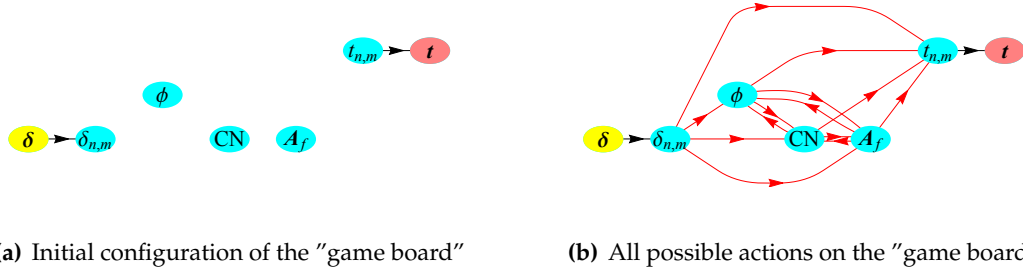 t_{n,m} t
ϕ
δ δ_{n,m} CN A_f
t_{n,m} t
ϕ
δ δ_{n,m} CN A_f
a) Initial configuration of the ”game board”
(b) All possible actions on the ”game board